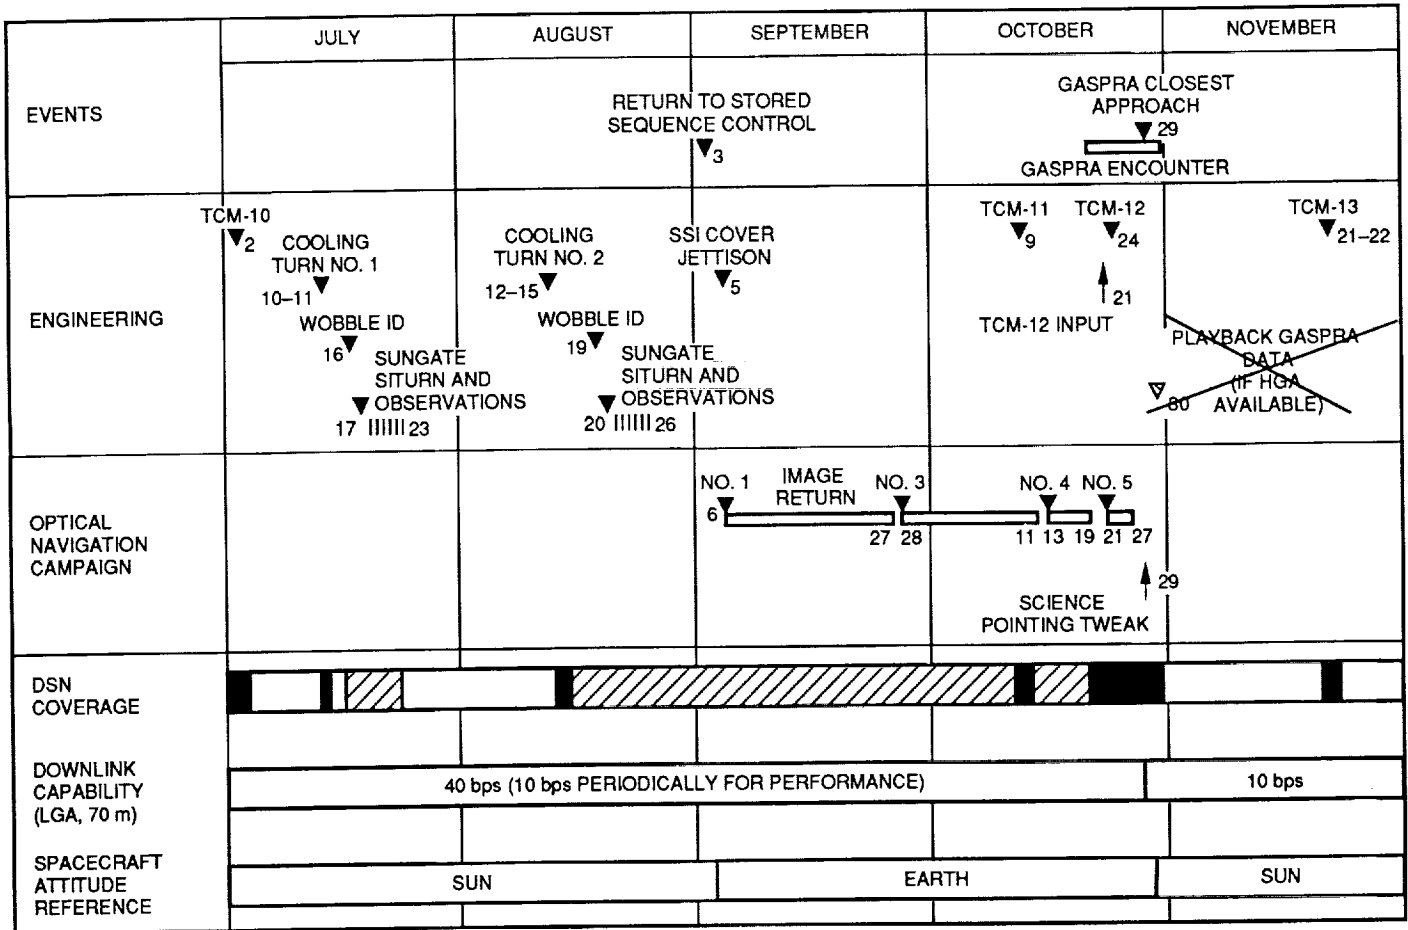 JULY
AUGUST
SEPTEMBER
OCTOBER
NOVEMBER
EVENTS
RETURN TO STORED
SEQUENCE CONTROL
3
GASPRA CLOSEST
APPROACH
29
GASPRA ENCOUNTER
ENGINEERING
TCM-10
2
COOLING
TURN NO. 1
10–11
WOBBLE ID
16
SUNGATE
SITURN AND
OBSERVATIONS
17
23
COOLING
TURN NO. 2
12–15
WOBBLE ID
19
SUNGATE
SITURN AND
OBSERVATIONS
20
26
SSI COVER
JETTISON
5
TCM-11
9
TCM-12
24
21
TCM-12 INPUT
TCM-13
21–22
PLAYBACK GASPRA
DATA
(IF HGA
AVAILABLE)
30
OPTICAL
NAVIGATION
CAMPAIGN
NO. 1
6
IMAGE
RETURN
NO. 3
27
28
NO. 4
11
13
19
NO. 5
21
27
29
SCIENCE
POINTING TWEAK
DSN
COVERAGE
DOWNLINK
CAPABILITY
(LGA, 70 m)
40 bps (10 bps PERIODICALLY FOR PERFORMANCE)
10 bps
SPACECRAFT
ATTITUDE
REFERENCE
SUN
EARTH
SUN